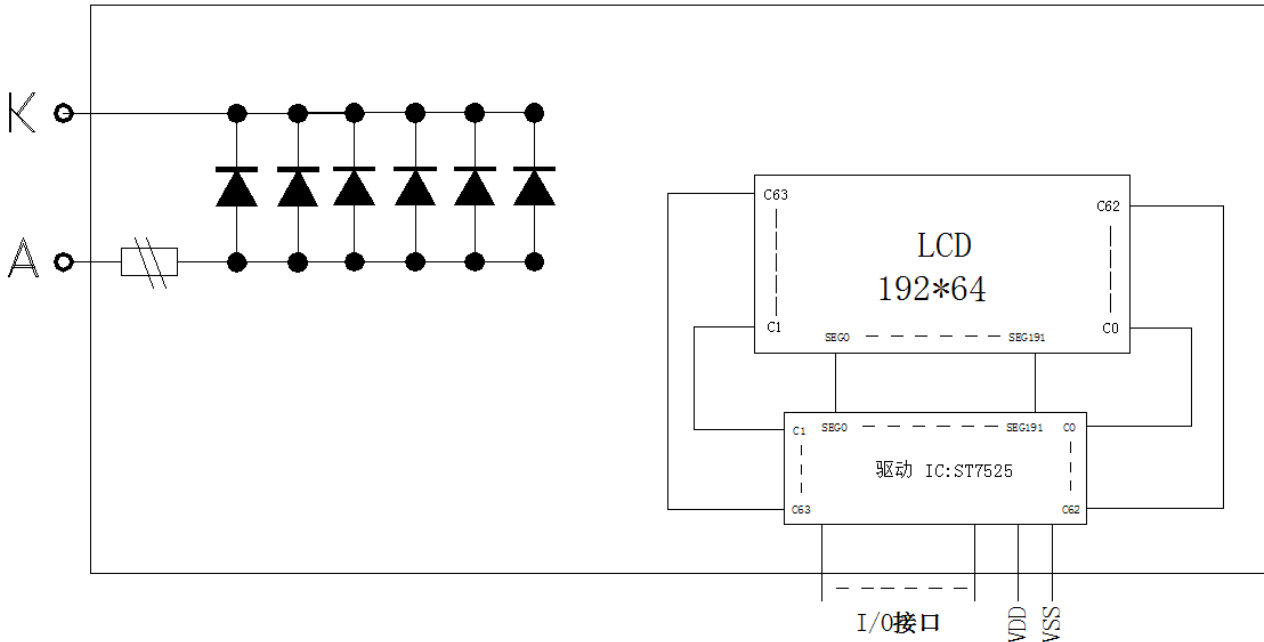 K
A
C63
C62
LCD
192*64
C1
C0
SEG0
SEG191
C1
SEG0
SEG191
C0
驱动 IC:ST7525
C63
C62
I/O接口
VDD
VSS